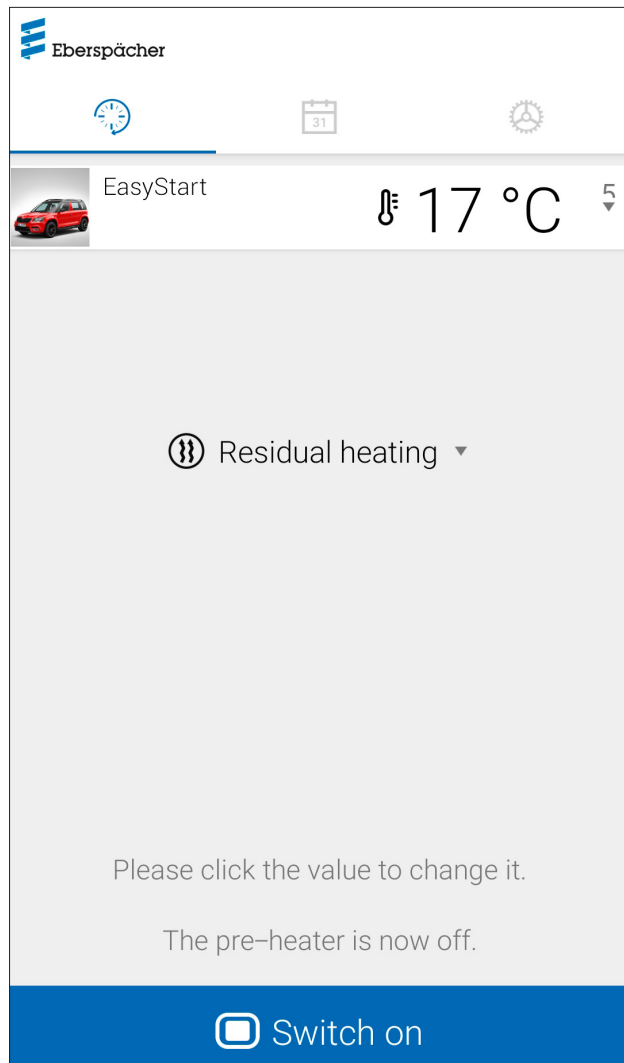 Eberspächer
31
EasyStart
17 °C
5
Residual heating
Please click the value to change it.
The pre-heater is now off.
Switch on